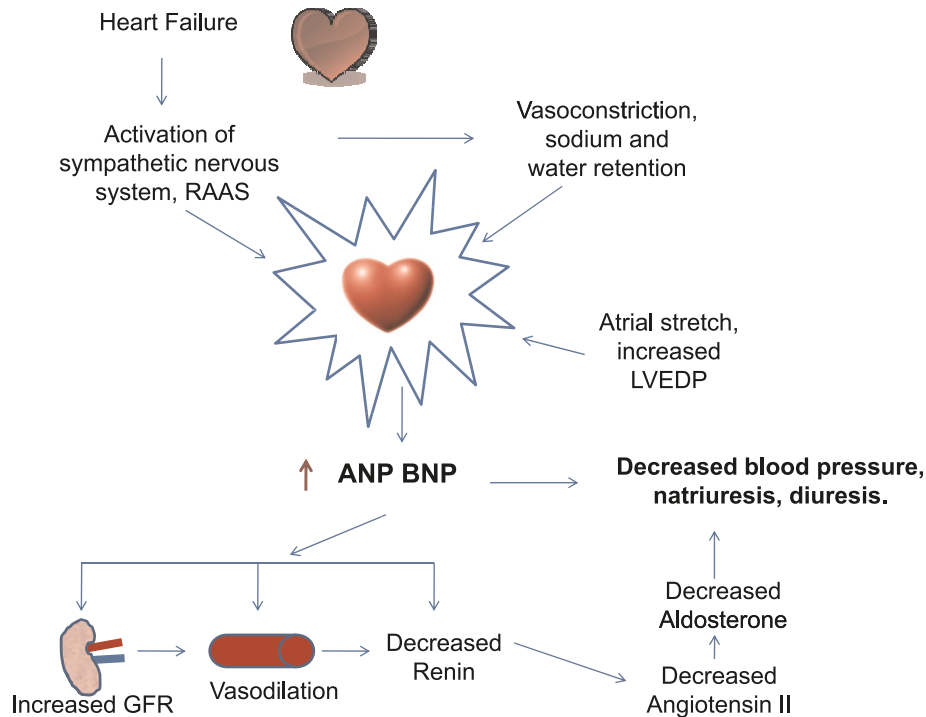 Heart Failure
Activation of
sympathetic nervous
system, RAAS
Vasoconstriction,
sodium and
water retention
Atrial stretch,
increased
LVEDP
ANP BNP
Decreased blood pressure,
natriuresis, diuresis.
Increased GFR
Vasodilation
Decreased
Renin
Decreased
Angiotensin II
Decreased
Aldosterone